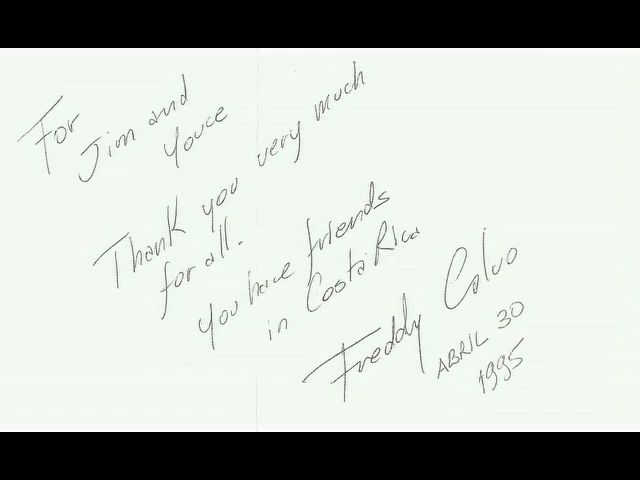 For
Jim and
Youce
Thank you very much
for all.
You have friends
in Costa Rica
Freddy Calvo
ABRIL 30
1995